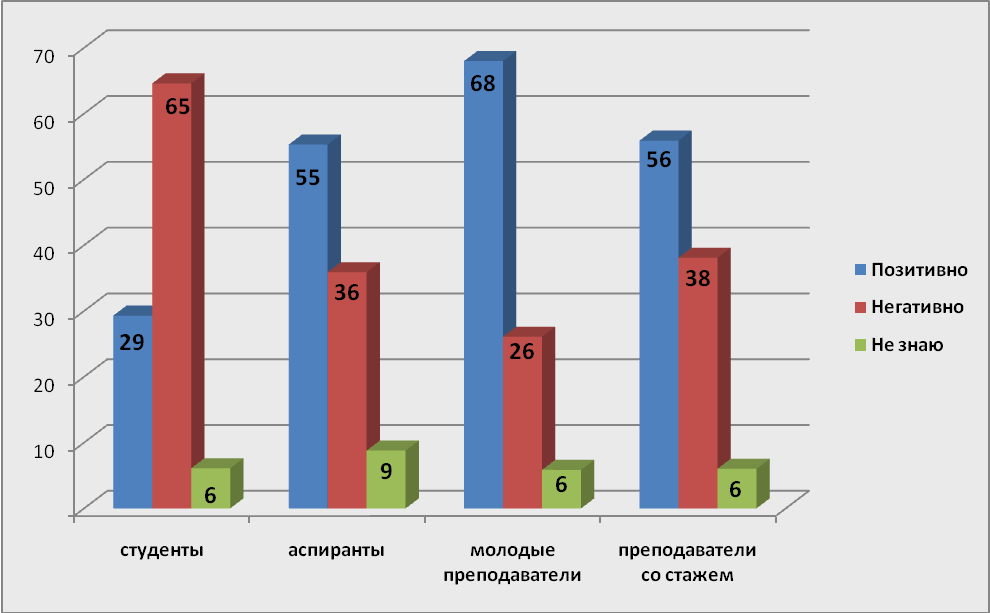 70
60
50
40
30
20
10
29
65
6
55
36
9
68
26
6
56
38
6
студенты
аспиранты
молодые
преподаватели
преподаватели
со стажем
Позитивно
Негативно
Не знаю